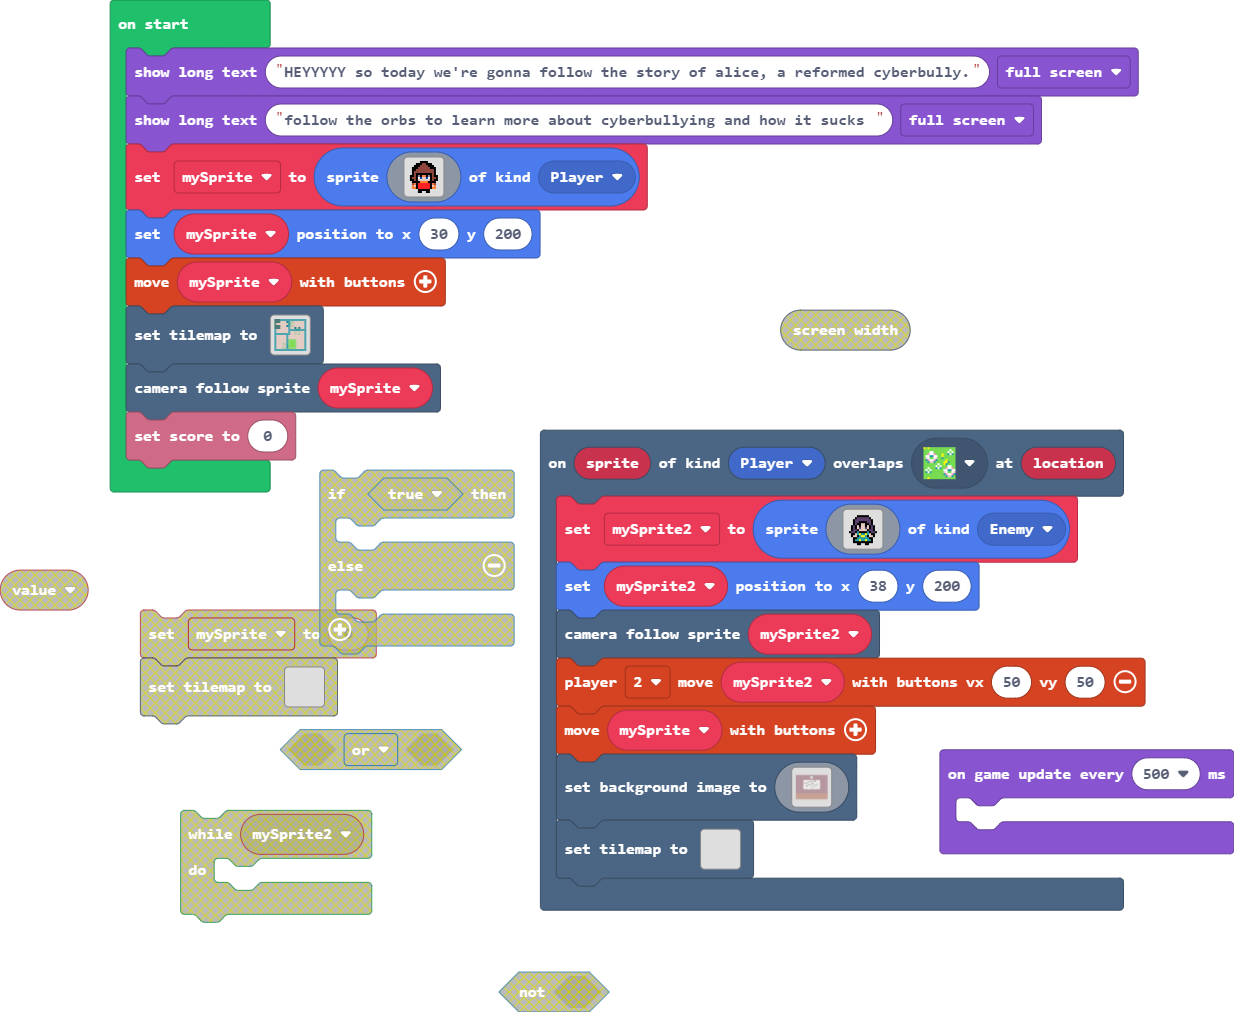 on start
show long text "HEYYYYY so today we're gonna follow the story of alice, a reformed cyberbully." full screen
show long text "follow the orbs to learn more about cyberbullying and how it sucks " full screen
set mySprite to sprite of kind Player
set mySprite position to x 30 y 200
move mySprite with buttons
set tilemap to
camera follow sprite mySprite
set score to 0
screen width
if true then
else
value
set mySprite to
set tilemap to
or
while mySprite2
do
on sprite of kind Player overlaps at location
set mySprite2 to sprite of kind Enemy
set mySprite2 position to x 38 y 200
camera follow sprite mySprite2
player 2 move mySprite2 with buttons vx 50 vy 50
move mySprite with buttons
set background image to
set tilemap to
on game update every 500 ms
not